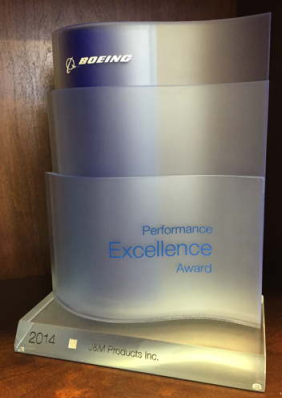 BOEING
Performance
Excellence
Award
2014 J&M Products Inc.